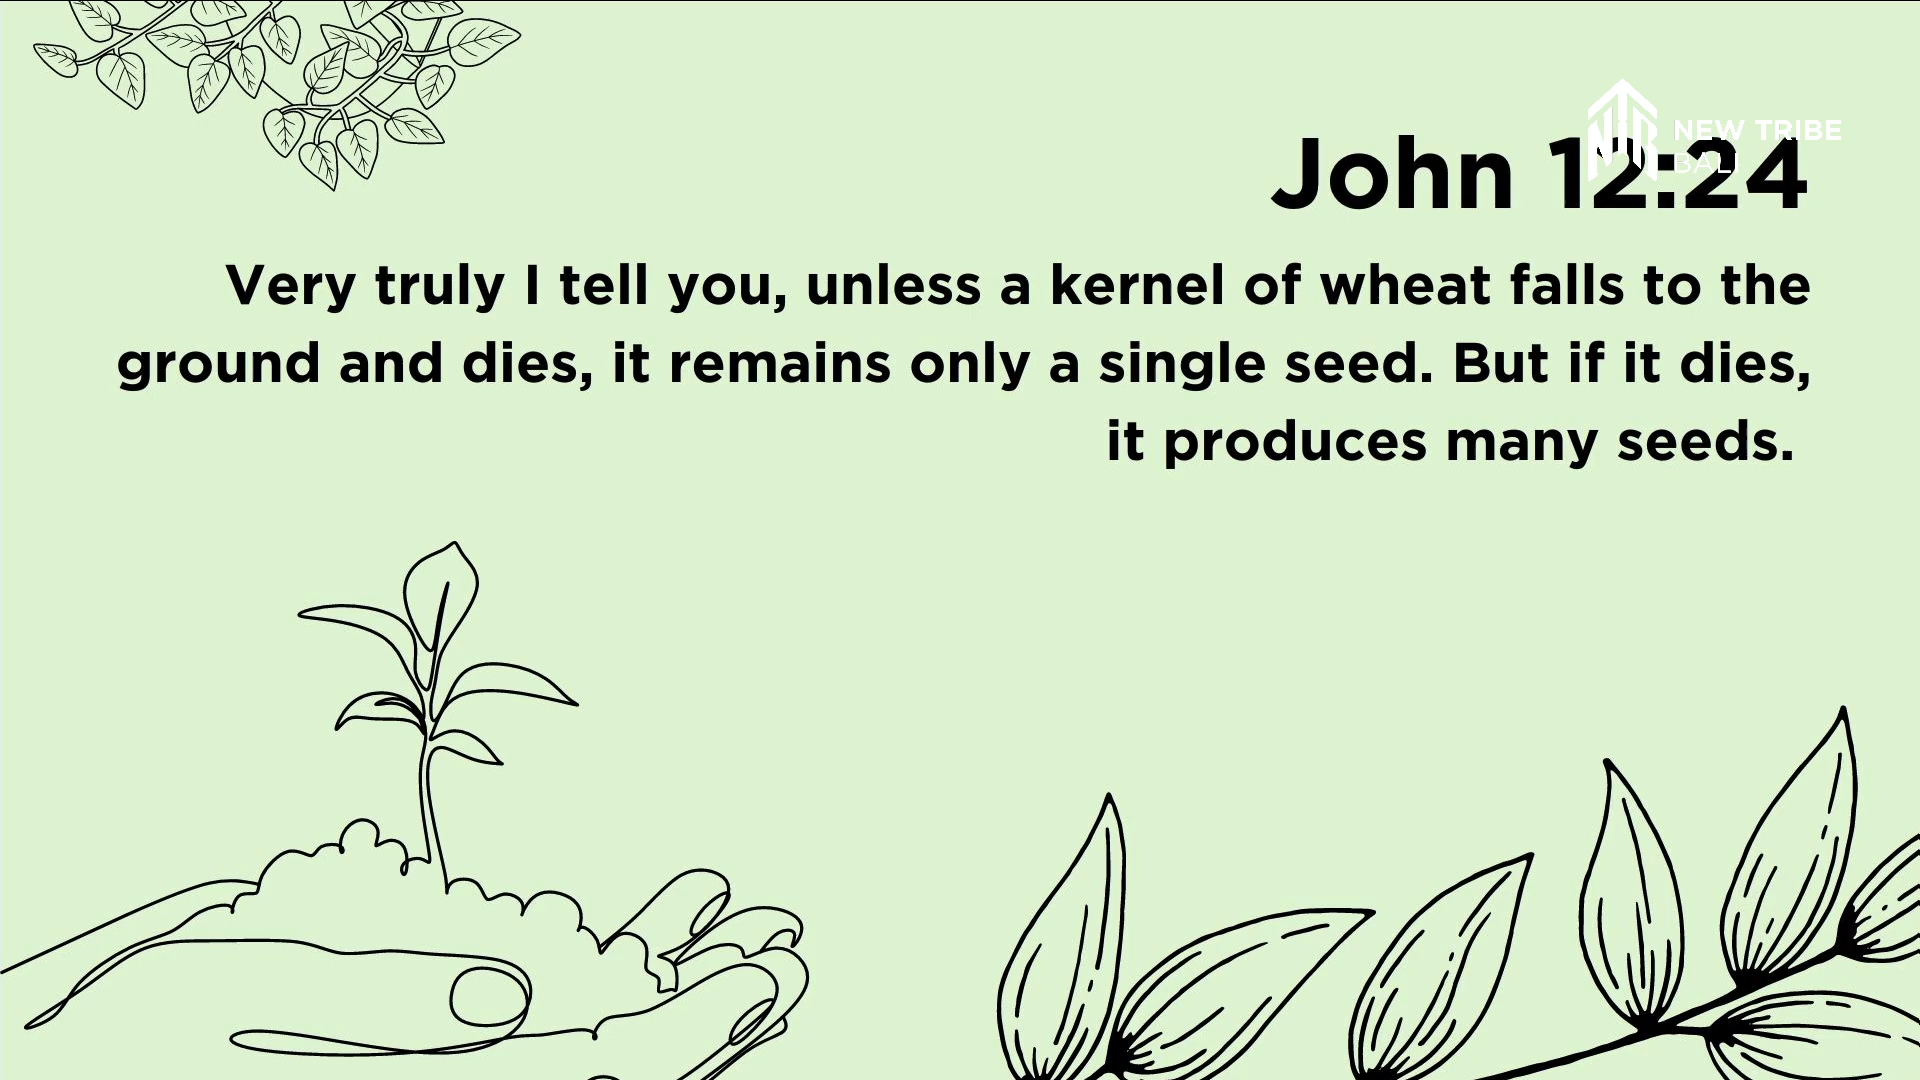 NEW TRIBE
BALI
John 12:24
Very truly I tell you, unless a kernel of wheat falls to the
ground and dies, it remains only a single seed. But if it dies,
it produces many seeds.